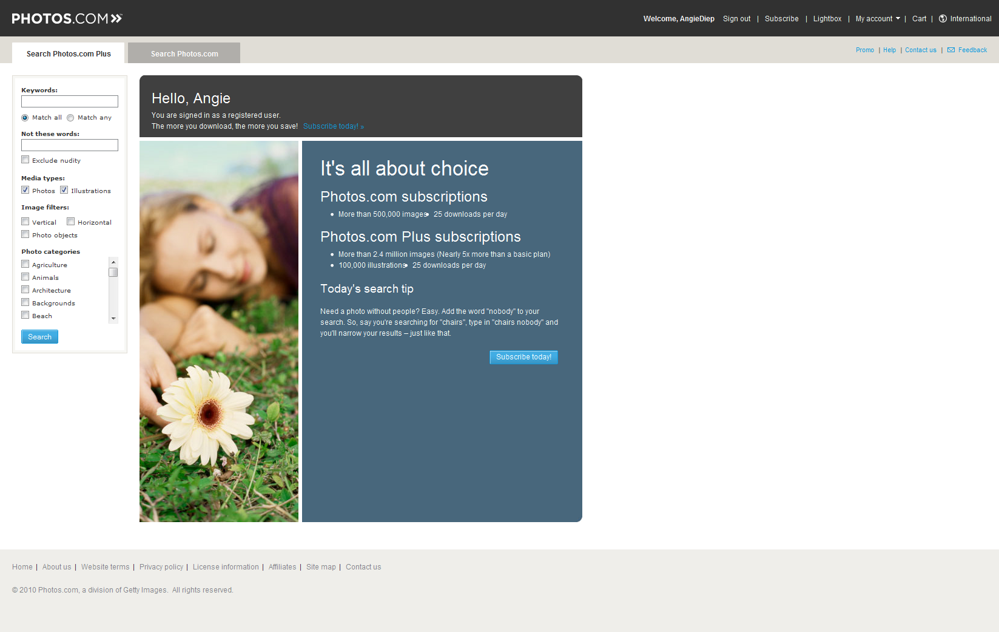 PHOTOS.COM
Welcome, AngieDiep Sign out | Subscribe | Lightbox | My account | Cart | International
Search Photos.com Plus
Search Photos.com
Promo | Help | Contact us | Feedback
Keywords:
Match all Match any
Not these words:
Exclude nudity
Media types:
Photos Illustrations
Image filters:
Vertical Horizontal
Photo objects
Photo categories
Agriculture
Animals
Architecture
Backgrounds
Beach
Search
Hello, Angie
You are signed in as a registered user.
The more you download, the more you save! Subscribe today! »
It's all about choice
Photos.com subscriptions
• More than 500,000 images • 25 downloads per day
Photos.com Plus subscriptions
• More than 2.4 million images (Nearly 5x more than a basic plan)
• 100,000 illustrations • 25 downloads per day
Today's search tip
Need a photo without people? Easy. Add the word "nobody" to your
search. So, say you're searching for "chairs", type in "chairs nobody" and
you'll narrow your results – just like that.
Subscribe today!
Home | About us | Website terms | Privacy policy | License information | Affiliates | Site map | Contact us
© 2010 Photos.com, a division of Getty Images. All rights reserved.